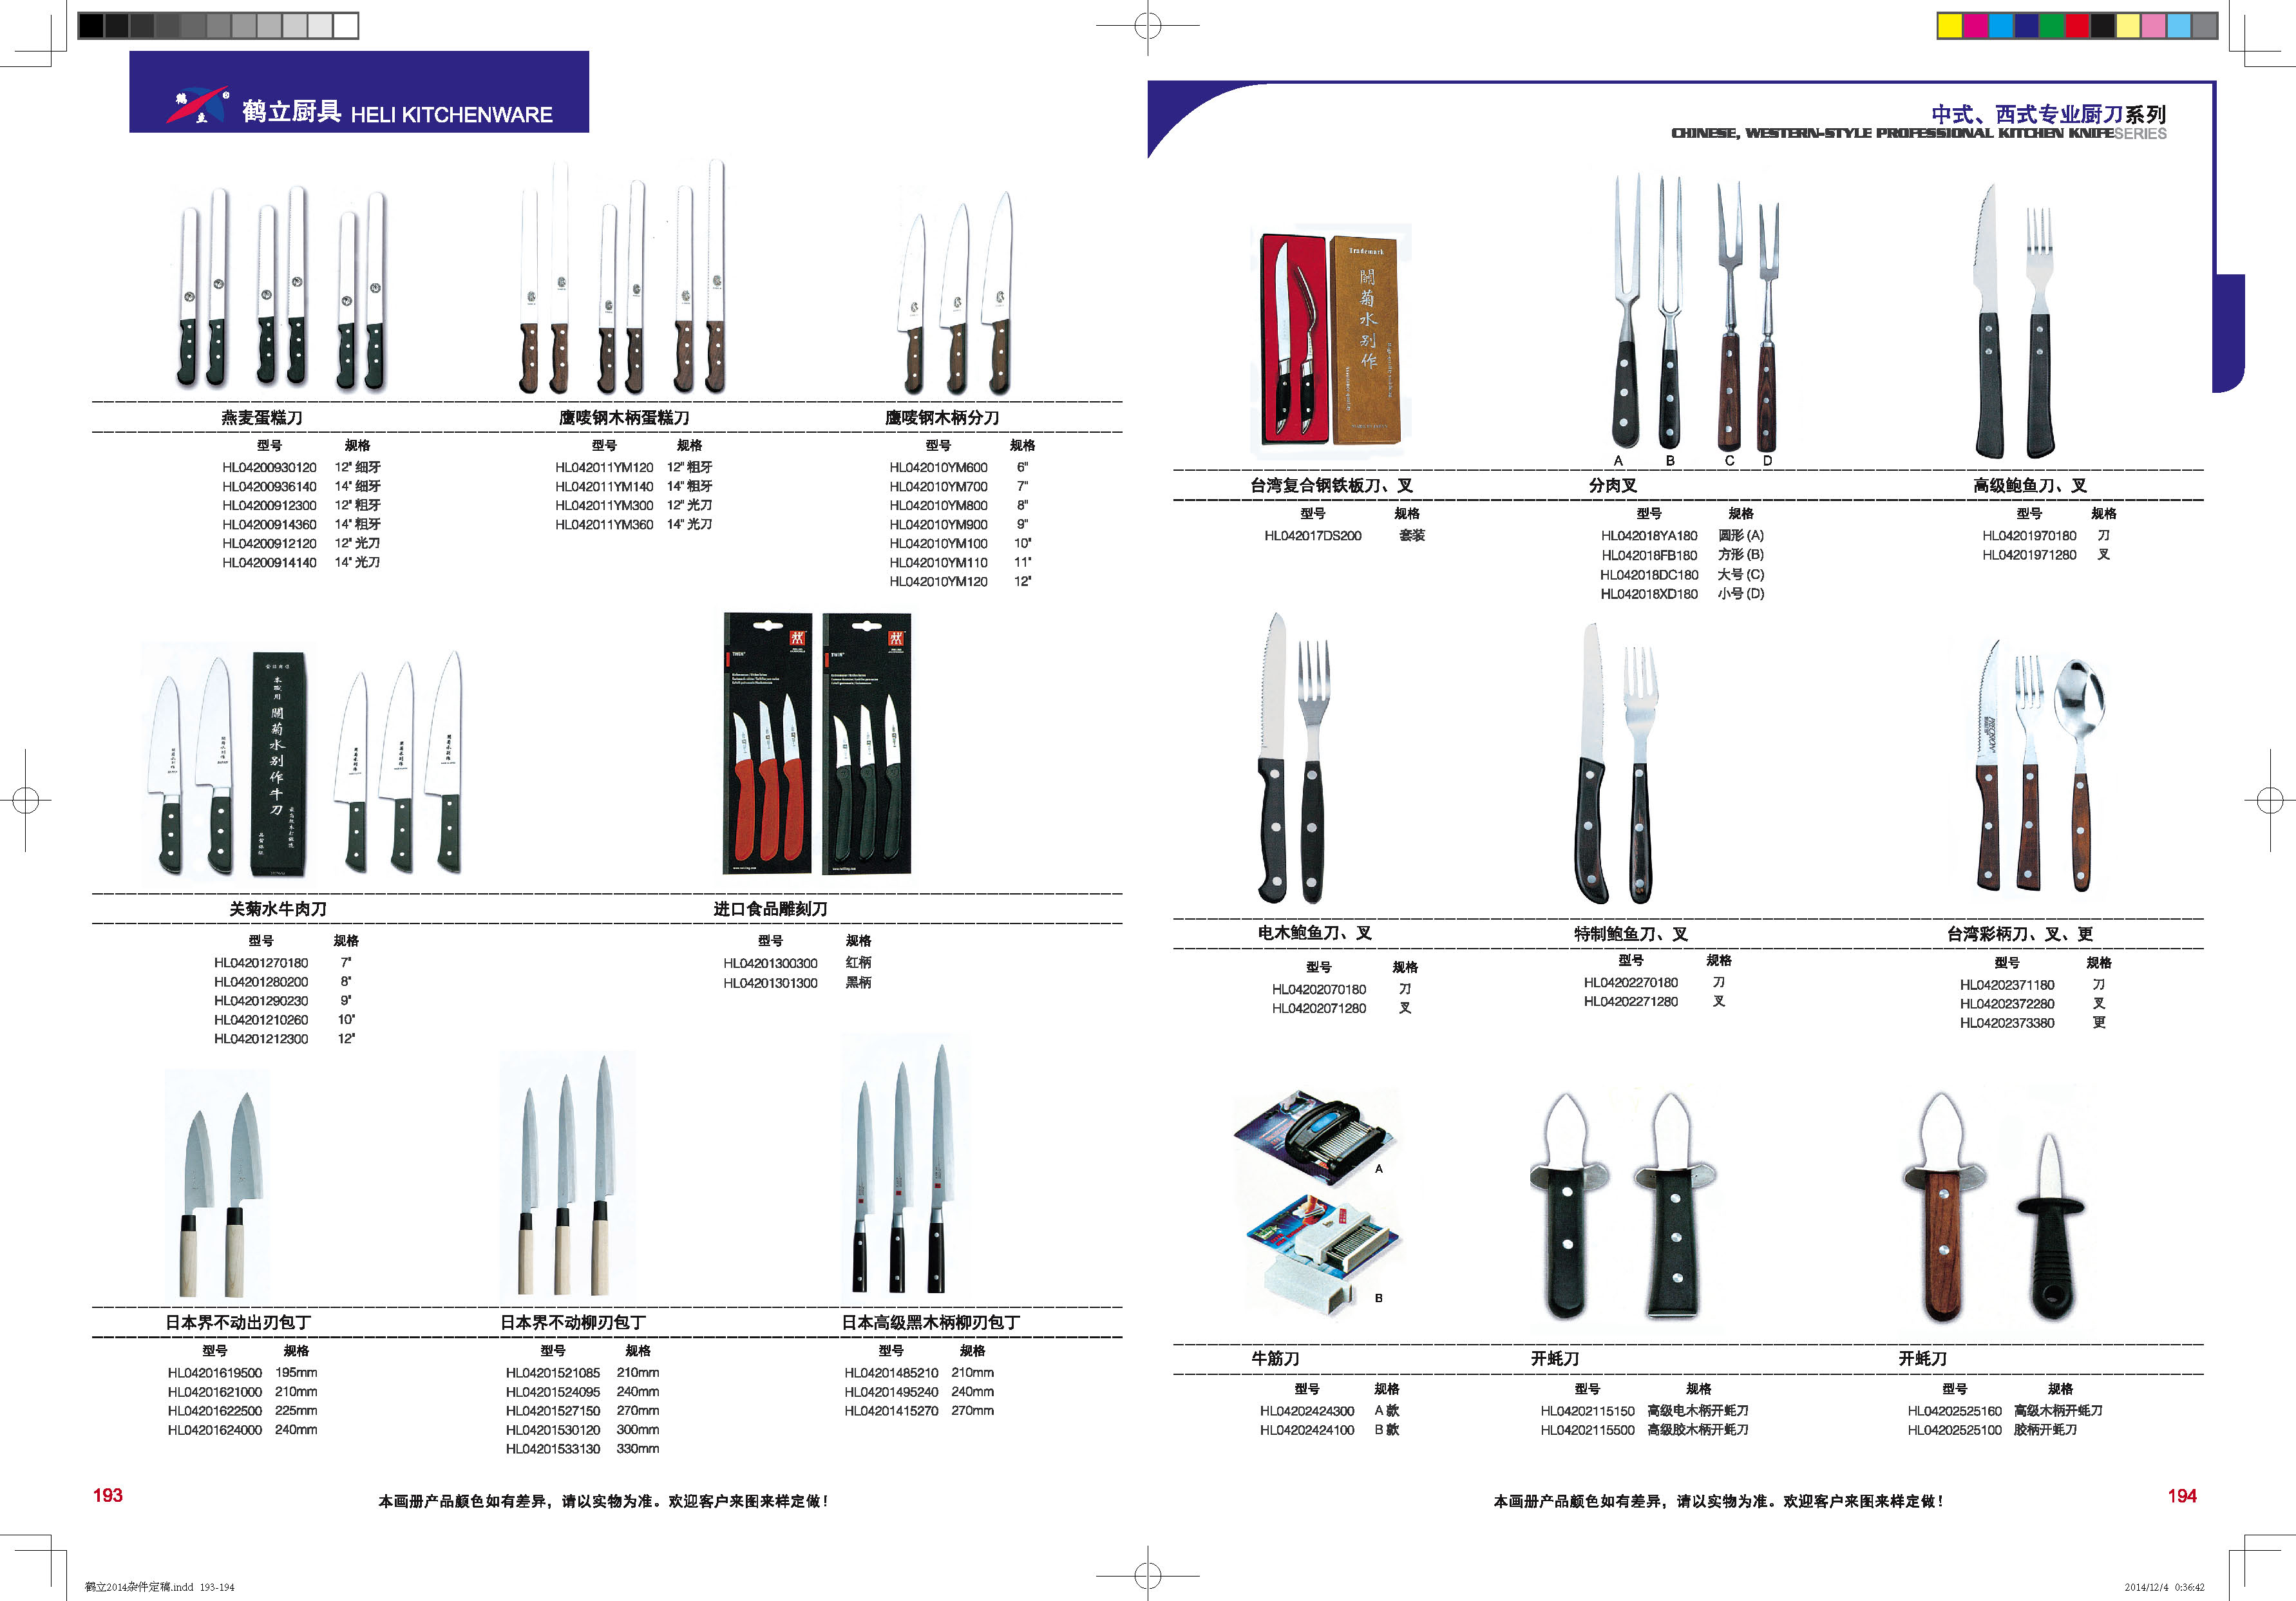 鹤立厨具 HELI KITCHENWARE
燕麦蛋糕刀
型号 规格
HL04200930120 12" 细牙
HL04200936140 14" 细牙
HL04200912300 12" 粗牙
HL04200914360 14" 粗牙
HL04200912120 12" 光刀
HL04200914140 14" 光刀
鹰唛钢木柄蛋糕刀
型号 规格
HL042011YM120 12" 粗牙
HL042011YM140 14" 粗牙
HL042011YM300 12" 光刀
HL042011YM360 14" 光刀
鹰唛钢木柄分刀
型号 规格
HL042010YM600 6"
HL042010YM700 7"
HL042010YM800 8"
HL042010YM900 9"
HL042010YM100 10"
HL042010YM110 11"
HL042010YM120 12"
本职用
關菊水别作牛刀
TWIN
TWIN
关菊水牛肉刀
型号 规格
HL04201270180 7"
HL04201280200 8"
HL04201290230 9"
HL04201210260 10"
HL04201212300 12"
进口食品雕刻刀
型号 规格
HL04201300300 红柄
HL04201301300 黑柄
日本界不动出刃包丁
型号 规格
HL04201619500 195mm
HL04201621000 210mm
HL04201622500 225mm
HL04201624000 240mm
日本界不动柳刃包丁
型号 规格
HL04201521085 210mm
HL04201524095 240mm
HL04201527150 270mm
HL04201530120 300mm
HL04201533130 330mm
日本高级黑木柄柳刃包丁
型号 规格
HL04201485210 210mm
HL04201495240 240mm
HL04201415270 270mm
193
本画册产品颜色如有差异，请以实物为准。欢迎客户来图来样定做！
中式、西式专业厨刀系列
CHINESE, WESTERN-STYLE PROFESSIONAL KITCHEN KNIFE SERIES
Trademark
關菊水别作
台湾复合钢铁板刀、叉
型号 规格
HL042017DS200 套装
A B C D
分肉叉
型号 规格
HL042018YA180 圆形 (A)
HL042018FB180 方形 (B)
HL042018DC180 大号 (C)
HL042018XD180 小号 (D)
高级鲍鱼刀、叉
型号 规格
HL04201970180 刀
HL04201971280 叉
电木鲍鱼刀、叉
型号 规格
HL04202070180 刀
HL04202071280 叉
特制鲍鱼刀、叉
型号 规格
HL04202270180 刀
HL04202271280 叉
台湾彩柄刀、叉、更
型号 规格
HL04202371180 刀
HL04202372280 叉
HL04202373380 更
A
B
牛筋刀
型号 规格
HL04202424300 A 款
HL04202424100 B 款
开蚝刀
型号 规格
HL04202115150 高级电木柄开蚝刀
HL04202115500 高级胶木柄开蚝刀
开蚝刀
型号 规格
HL04202525160 高级木柄开蚝刀
HL04202525100 胶柄开蚝刀
本画册产品颜色如有差异，请以实物为准。欢迎客户来图来样定做！
194
鹤立2014杂件定稿.indd 193-194
2014/12/4 0:36:42